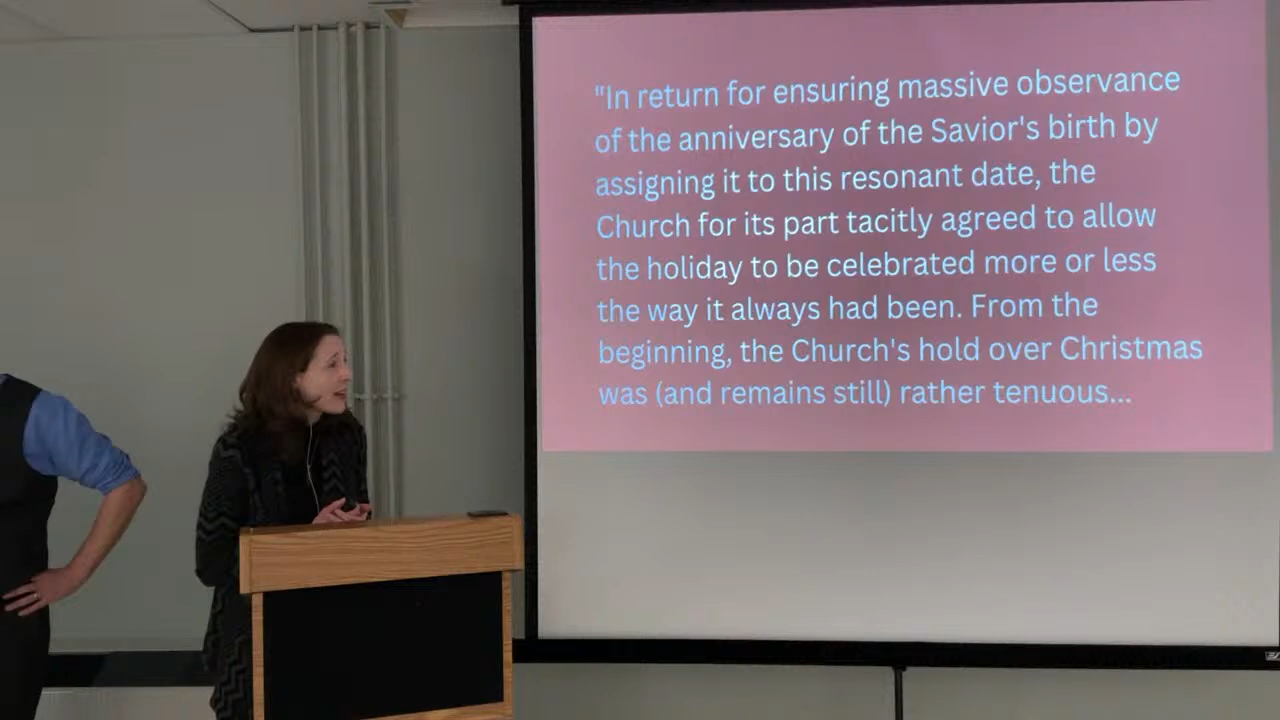 "In return for ensuring massive observance
of the anniversary of the Savior's birth by
assigning it to this resonant date, the
Church for its part tacitly agreed to allow
the holiday to be celebrated more or less
the way it always had been. From the
beginning, the Church's hold over Christmas
was (and remains still) rather tenuous...